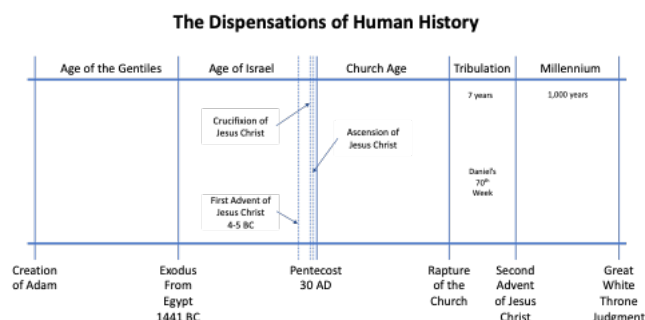 The Dispensations of Human History
Age of the Gentiles
Age of Israel
Church Age
Tribulation
Millennium
7 years
1,000 years
Crucifixion of
Jesus Christ
Ascension of
Jesus Christ
Daniel's
70th
Week
First Advent of
Jesus Christ
4-5 BC
Creation
of Adam
Exodus
From
Egypt
1441 BC
Pentecost
30 AD
Rapture
of the
Church
Second
Advent
of Jesus
Christ
Great
White
Throne
Judgment